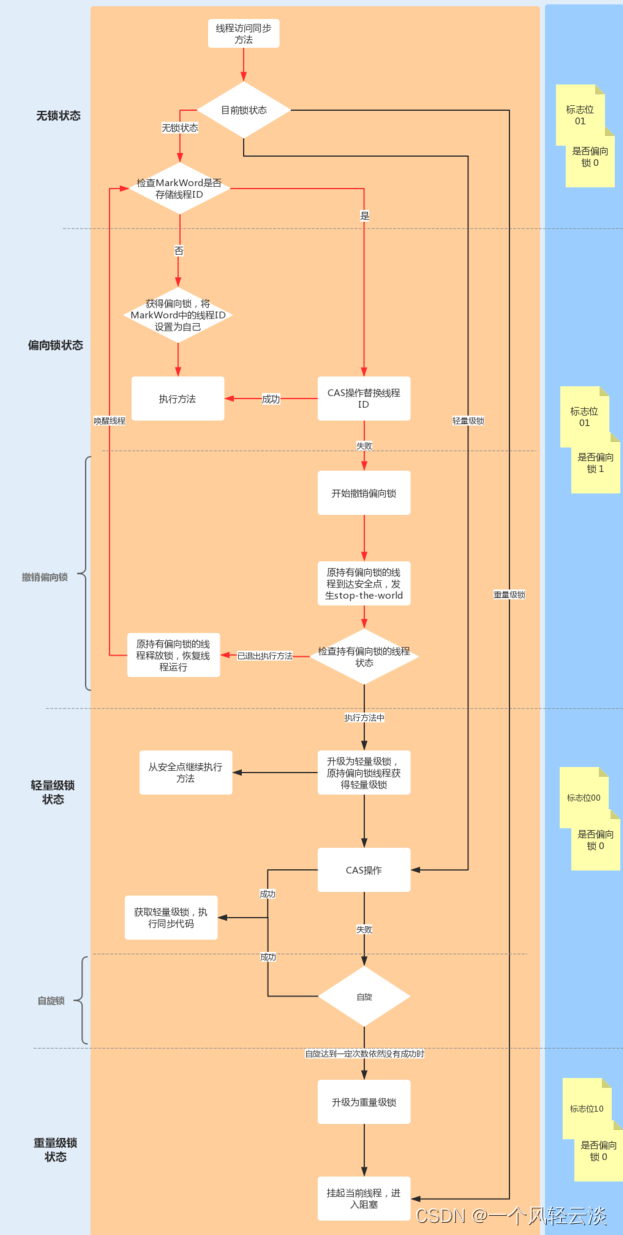 线程访问同步
方法
无锁状态
目前锁状态
标志位
01
是否偏向
锁 0
无锁状态
检查MarkWord是否
存储线程ID
是
否
获得偏向锁，将
MarkWord中的线程ID
设置为自己
偏向锁状态
执行方法
成功
CAS操作替换线程
ID
标志位
01
是否偏向
锁 1
唤醒线程
轻量级锁
失败
开始撤销偏向锁
撤销偏向锁
原持有偏向锁的线
程到达安全点，发
生stop-the-world
重量级锁
原持有偏向锁的线
程释放锁，恢复线
程运行
已退出执行方法
检查持有偏向锁的线程
状态
执行方法中
轻量级锁
状态
从安全点继续执行
方法
升级为轻量级锁，
原持偏向锁线程获
得轻量级锁
标志位00
是否偏向
锁 0
CAS操作
成功
获取轻量级锁，执
行同步代码
失败
成功
自旋锁
自旋
自旋达到一定次数依然没有成功时
升级为重量级锁
标志位10
是否偏向
锁 0
重量级锁
状态
挂起当前线程，进
入阻塞
CSDN @一个风轻云淡